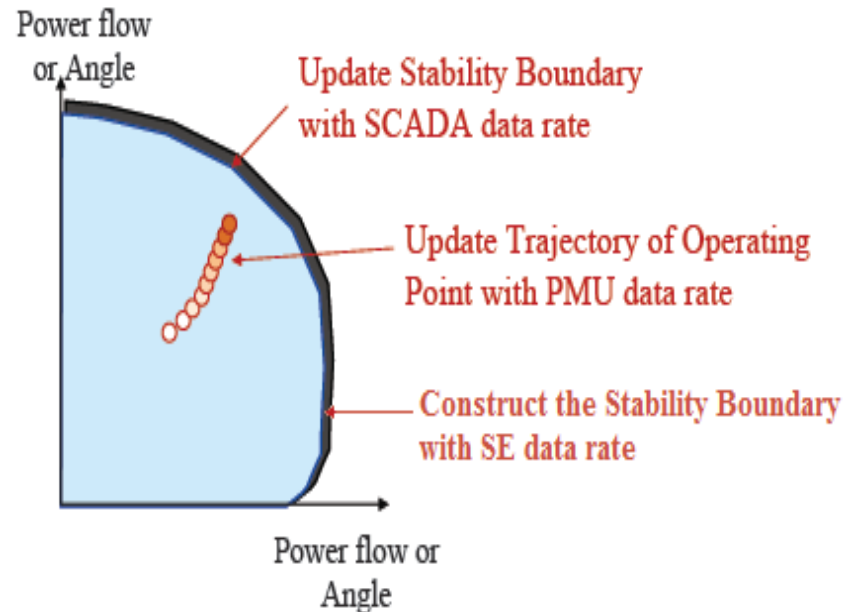 Power flow
or Angle
Update Stability Boundary
with SCADA data rate
Update Trajectory of Operating
Point with PMU data rate
Construct the Stability Boundary
with SE data rate
Power flow or
Angle